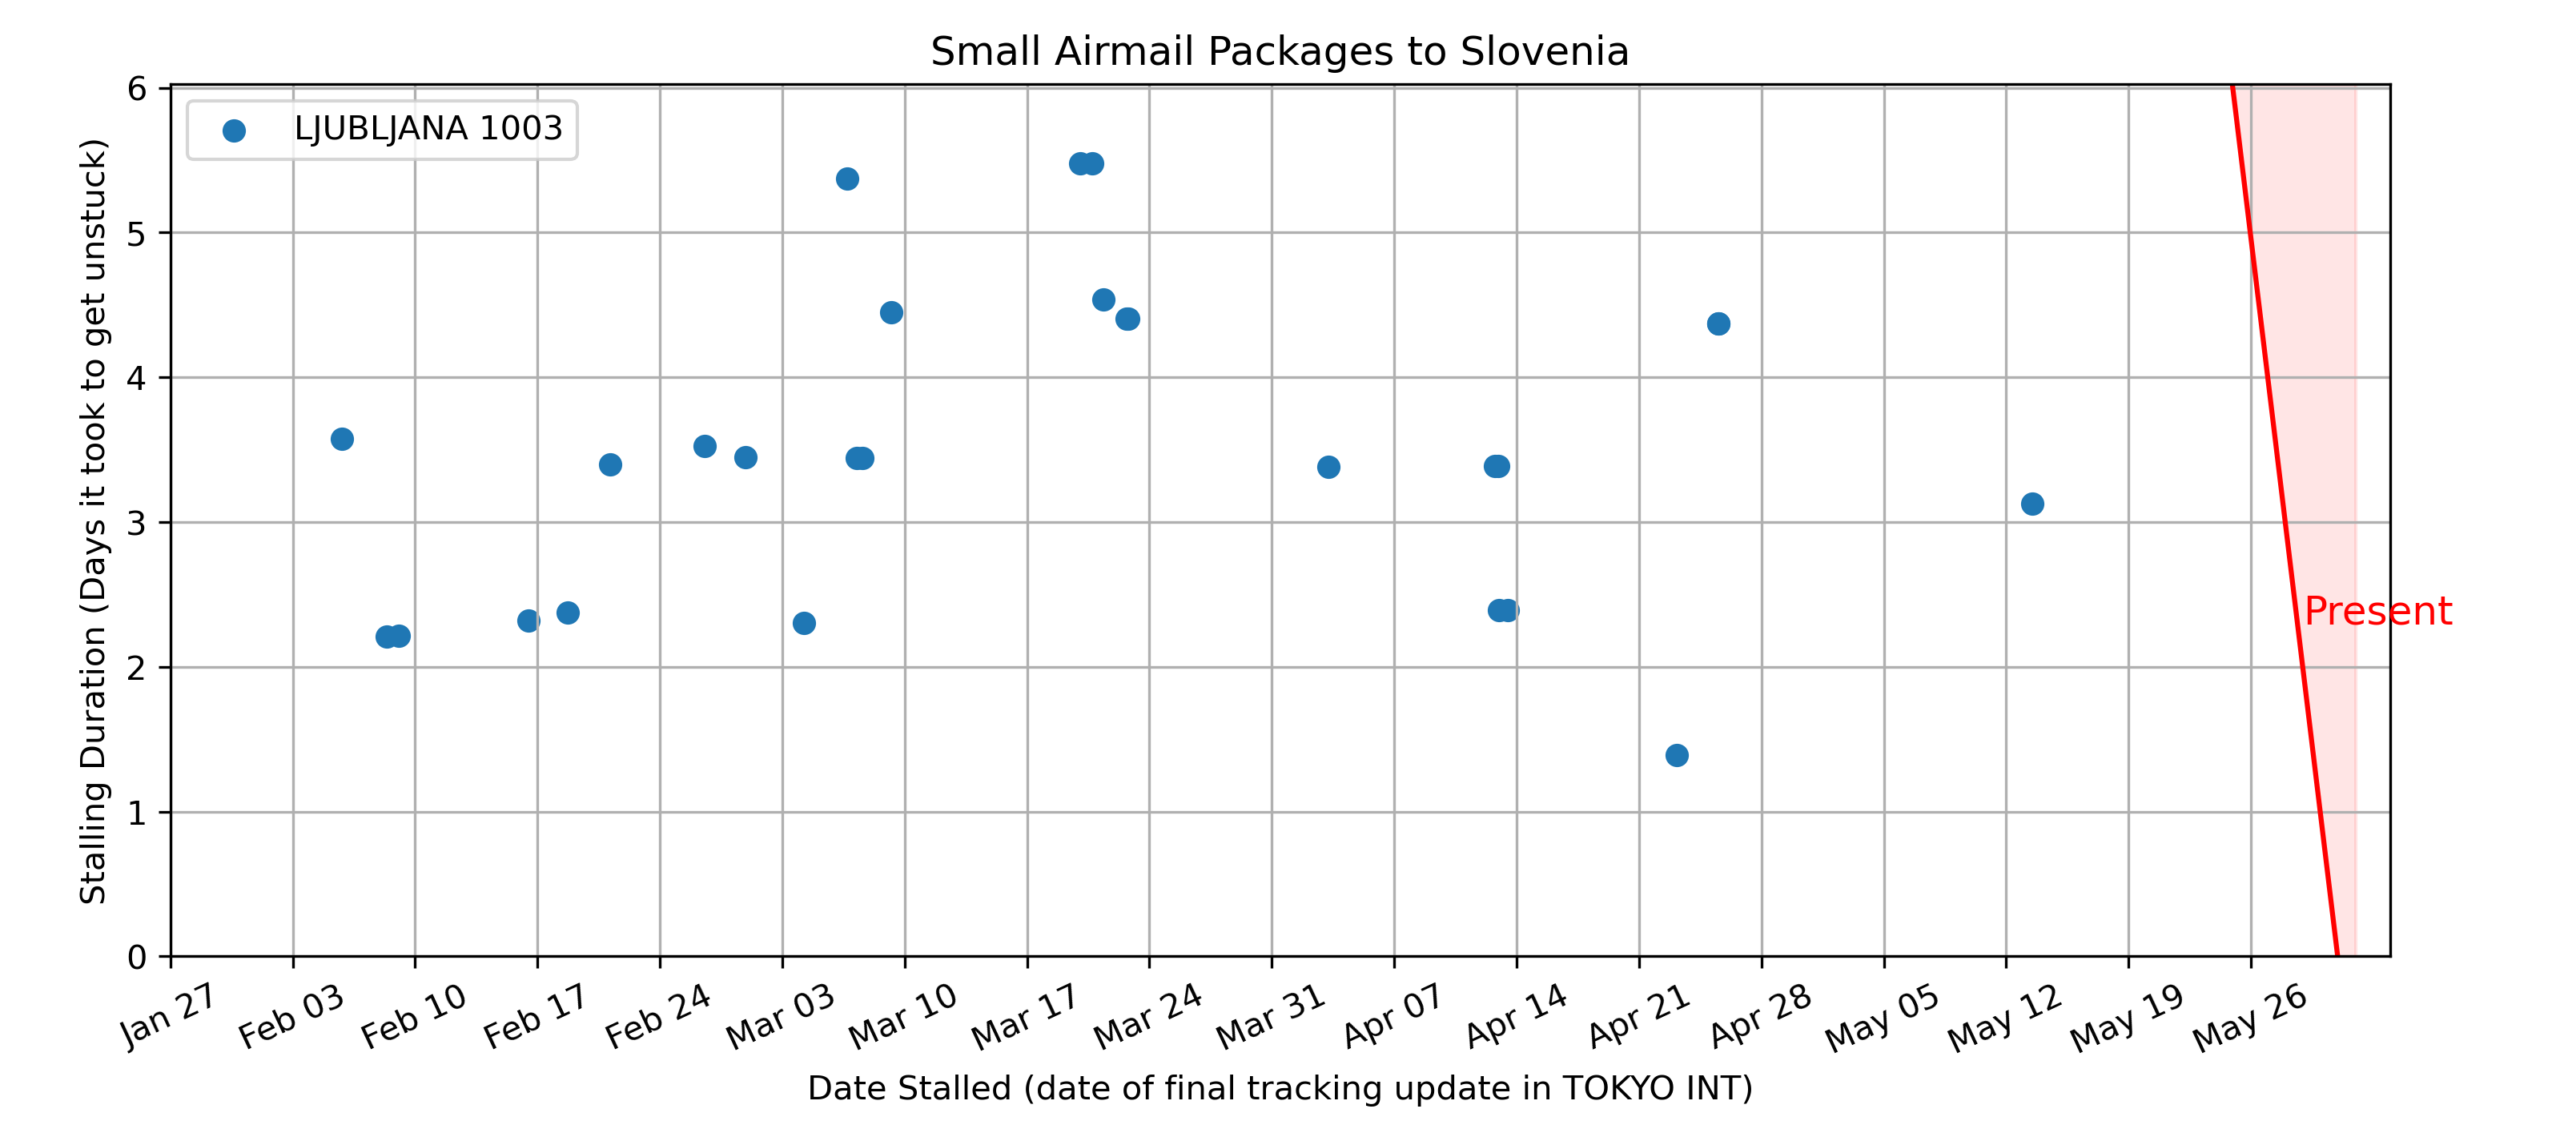 Small Airmail Packages to Slovenia
LJUBLJANA 1003
Stalling Duration (Days it took to get unstuck)
6
5
4
3
2
1
0
Present
Jan 27
Feb 03
Feb 10
Feb 17
Feb 24
Mar 03
Mar 10
Mar 17
Mar 24
Mar 31
Apr 07
Apr 14
Apr 21
Apr 28
May 05
May 12
May 19
May 26
Date Stalled (date of final tracking update in TOKYO INT)